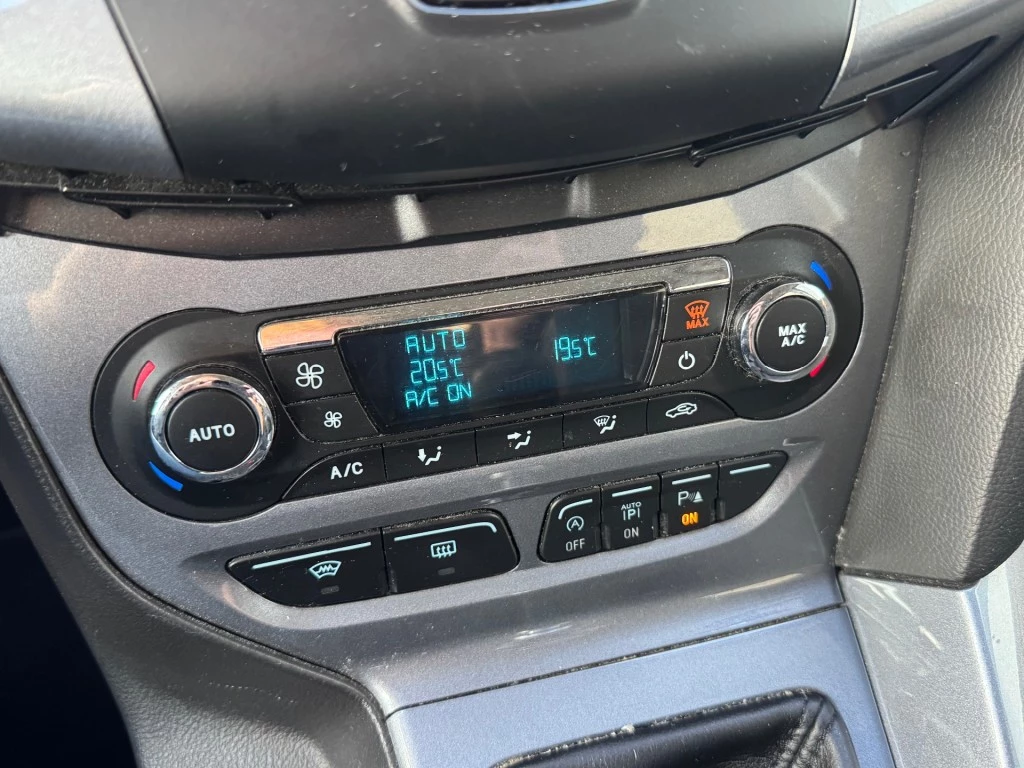 AUTO
20.5°C
A/C ON
19.5°C
MAX
MAX
A/C
AUTO
A/C
A
OFF
AUTO
P
ON
P
ON